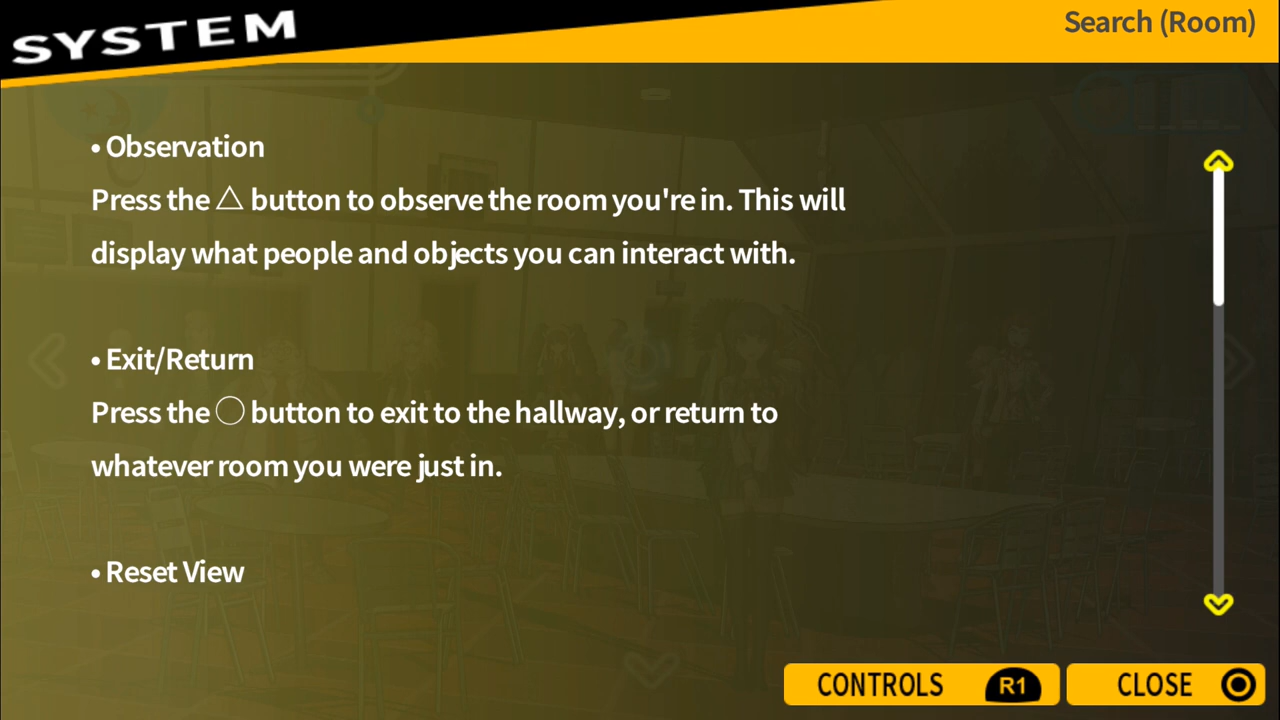 SYSTEM
Search (Room)
• Observation
Press the △ button to observe the room you're in. This will
display what people and objects you can interact with.
• Exit/Return
Press the ◯ button to exit to the hallway, or return to
whatever room you were just in.
• Reset View
CONTROLS R1
CLOSE